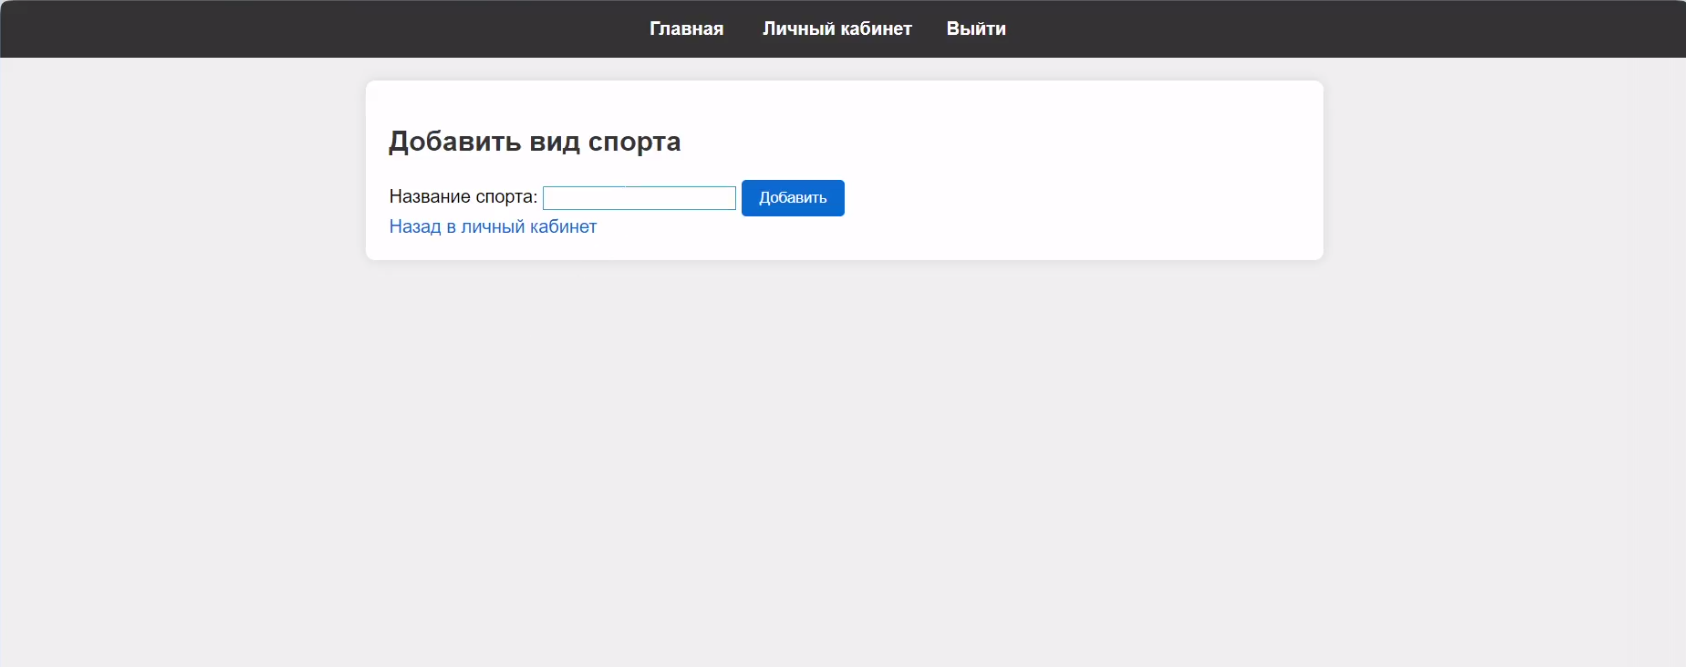 Главная Личный кабинет Выйти
Добавить вид спорта
Название спорта: Добавить
Назад в личный кабинет